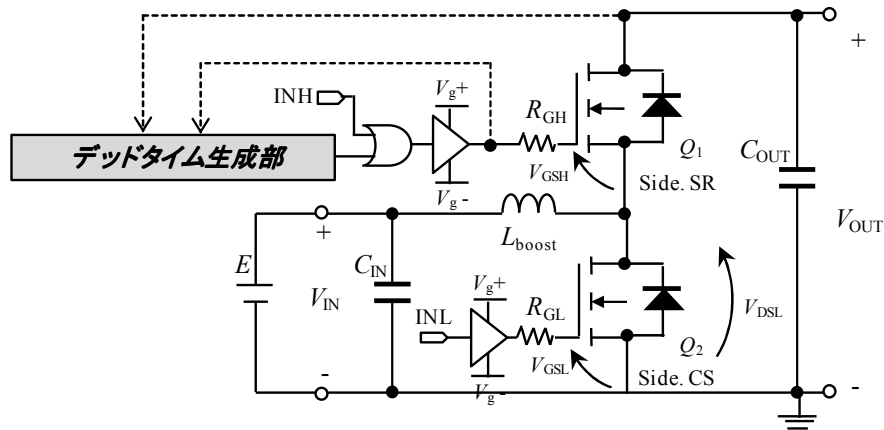 +
INH
Vg+
RGH
Q1
COUT
デッドタイム生成部
VGSH
Side. SR
Vg -
VOUT
+
Lboost
E
CIN
VIN
Vg+
RGL
INL
VDSL
Q2
VGSL
Side. CS
-
Vg -
-